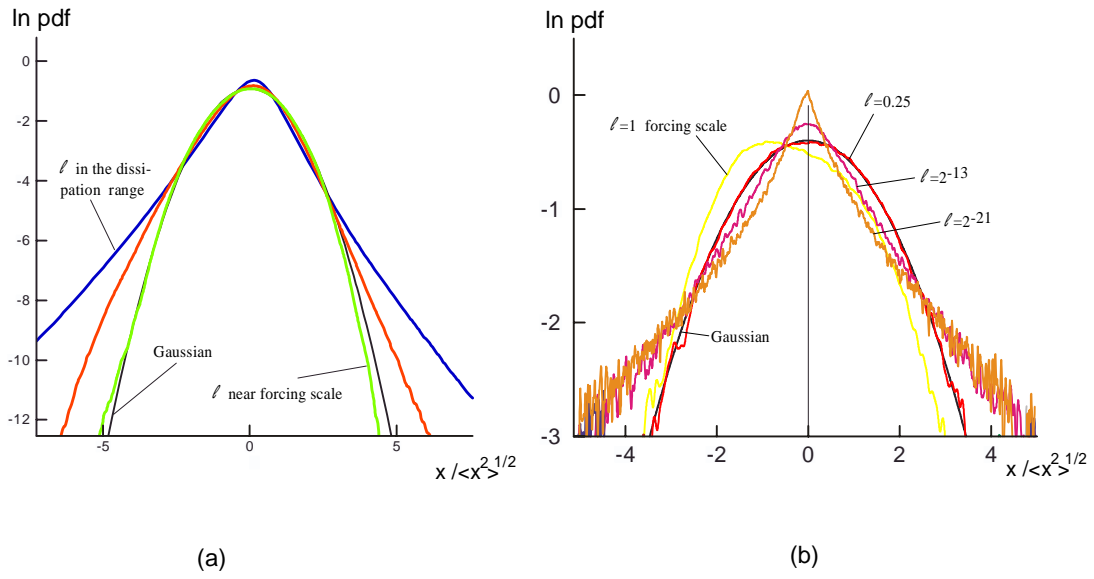 ln pdf
0
-2
-4
-6
-8
-10
-12
ℓ in the dissi-
pation range
Gaussian
ℓ near forcing scale
-5
0
5
x /<x²>^1/2
(a)
ln pdf
0
-1
-2
-3
ℓ=1 forcing scale
ℓ=0.25
ℓ=2^-13
ℓ=2^-21
Gaussian
-4
-2
0
2
4
x /<x²>^1/2
(b)